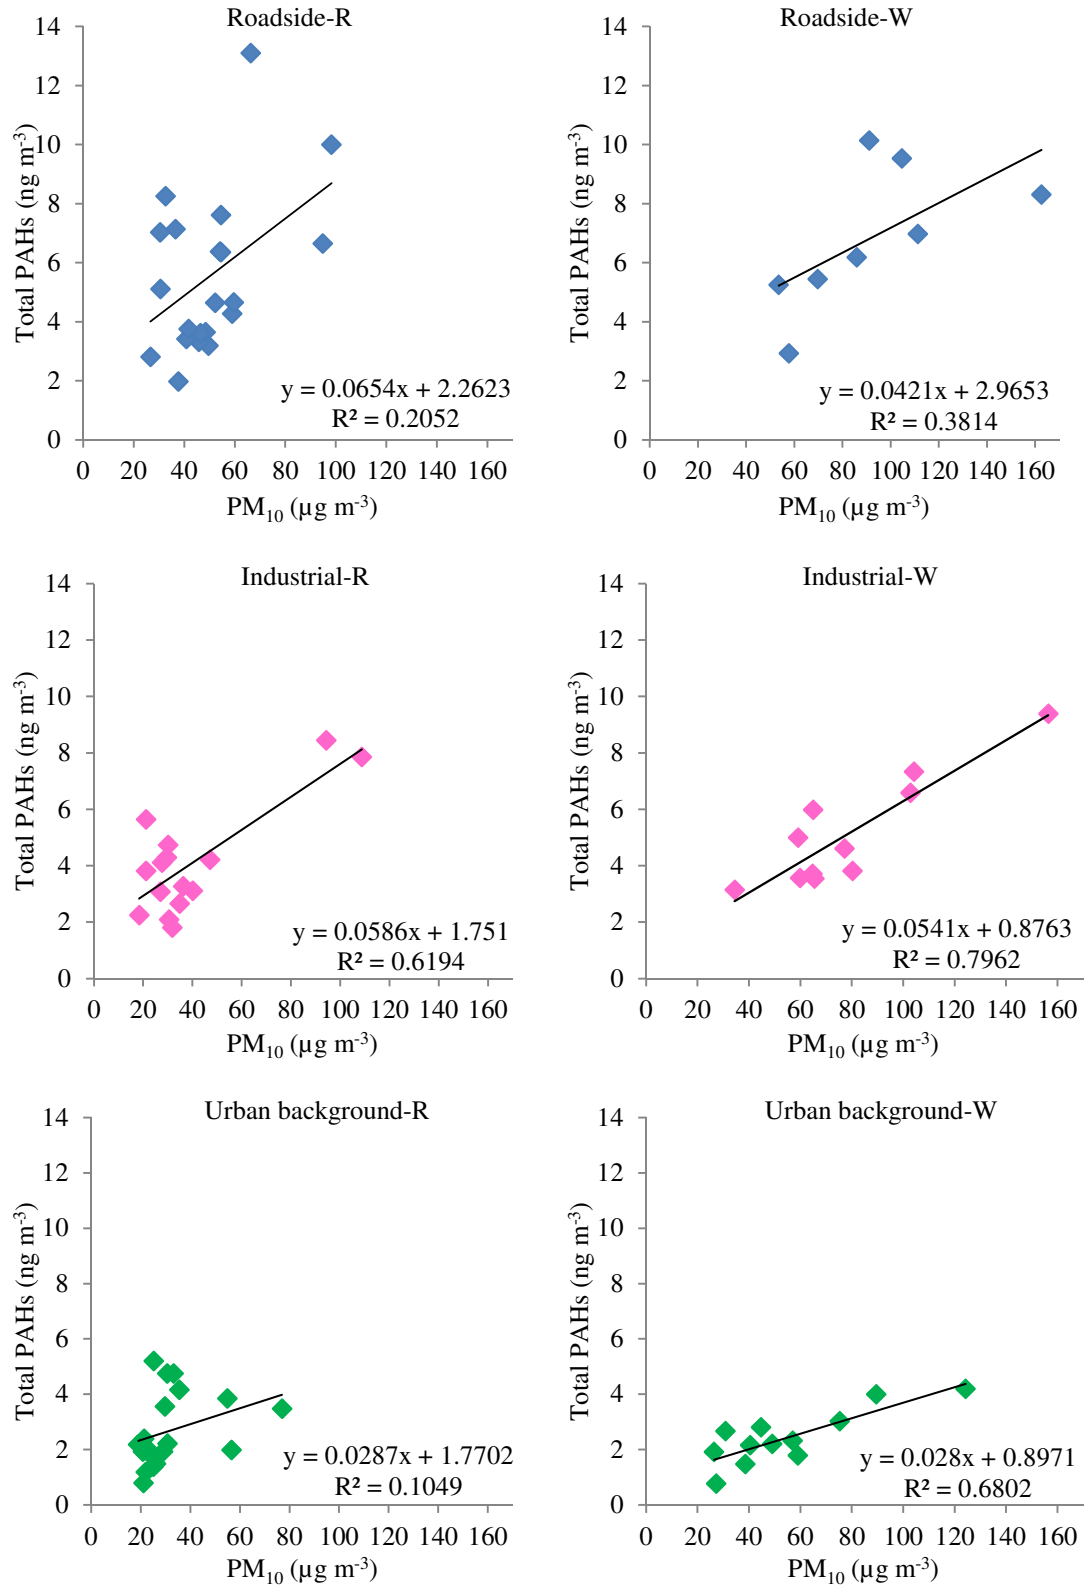 Roadside-R
14
12
10
8
6
4
2
0
Total PAHs (ng m-3)
y = 0.0654x + 2.2623
R² = 0.2052
0 20 40 60 80 100 120 140 160
PM10 (µg m-3)
Roadside-W
14
12
10
8
6
4
2
0
Total PAHs (ng m-3)
y = 0.0421x + 2.9653
R² = 0.3814
0 20 40 60 80 100 120 140 160
PM10 (µg m-3)
Industrial-R
14
12
10
8
6
4
2
0
Total PAHs (ng m-3)
y = 0.0586x + 1.751
R² = 0.6194
0 20 40 60 80 100 120 140 160
PM10 (µg m-3)
Industrial-W
14
12
10
8
6
4
2
0
Total PAHs (ng m-3)
y = 0.0541x + 0.8763
R² = 0.7962
0 20 40 60 80 100 120 140 160
PM10 (µg m-3)
Urban background-R
14
12
10
8
6
4
2
0
Total PAHs (ng m-3)
y = 0.0287x + 1.7702
R² = 0.1049
0 20 40 60 80 100 120 140 160
PM10 (µg m-3)
Urban background-W
14
12
10
8
6
4
2
0
Total PAHs (ng m-3)
y = 0.028x + 0.8971
R² = 0.6802
0 20 40 60 80 100 120 140 160
PM10 (µg m-3)